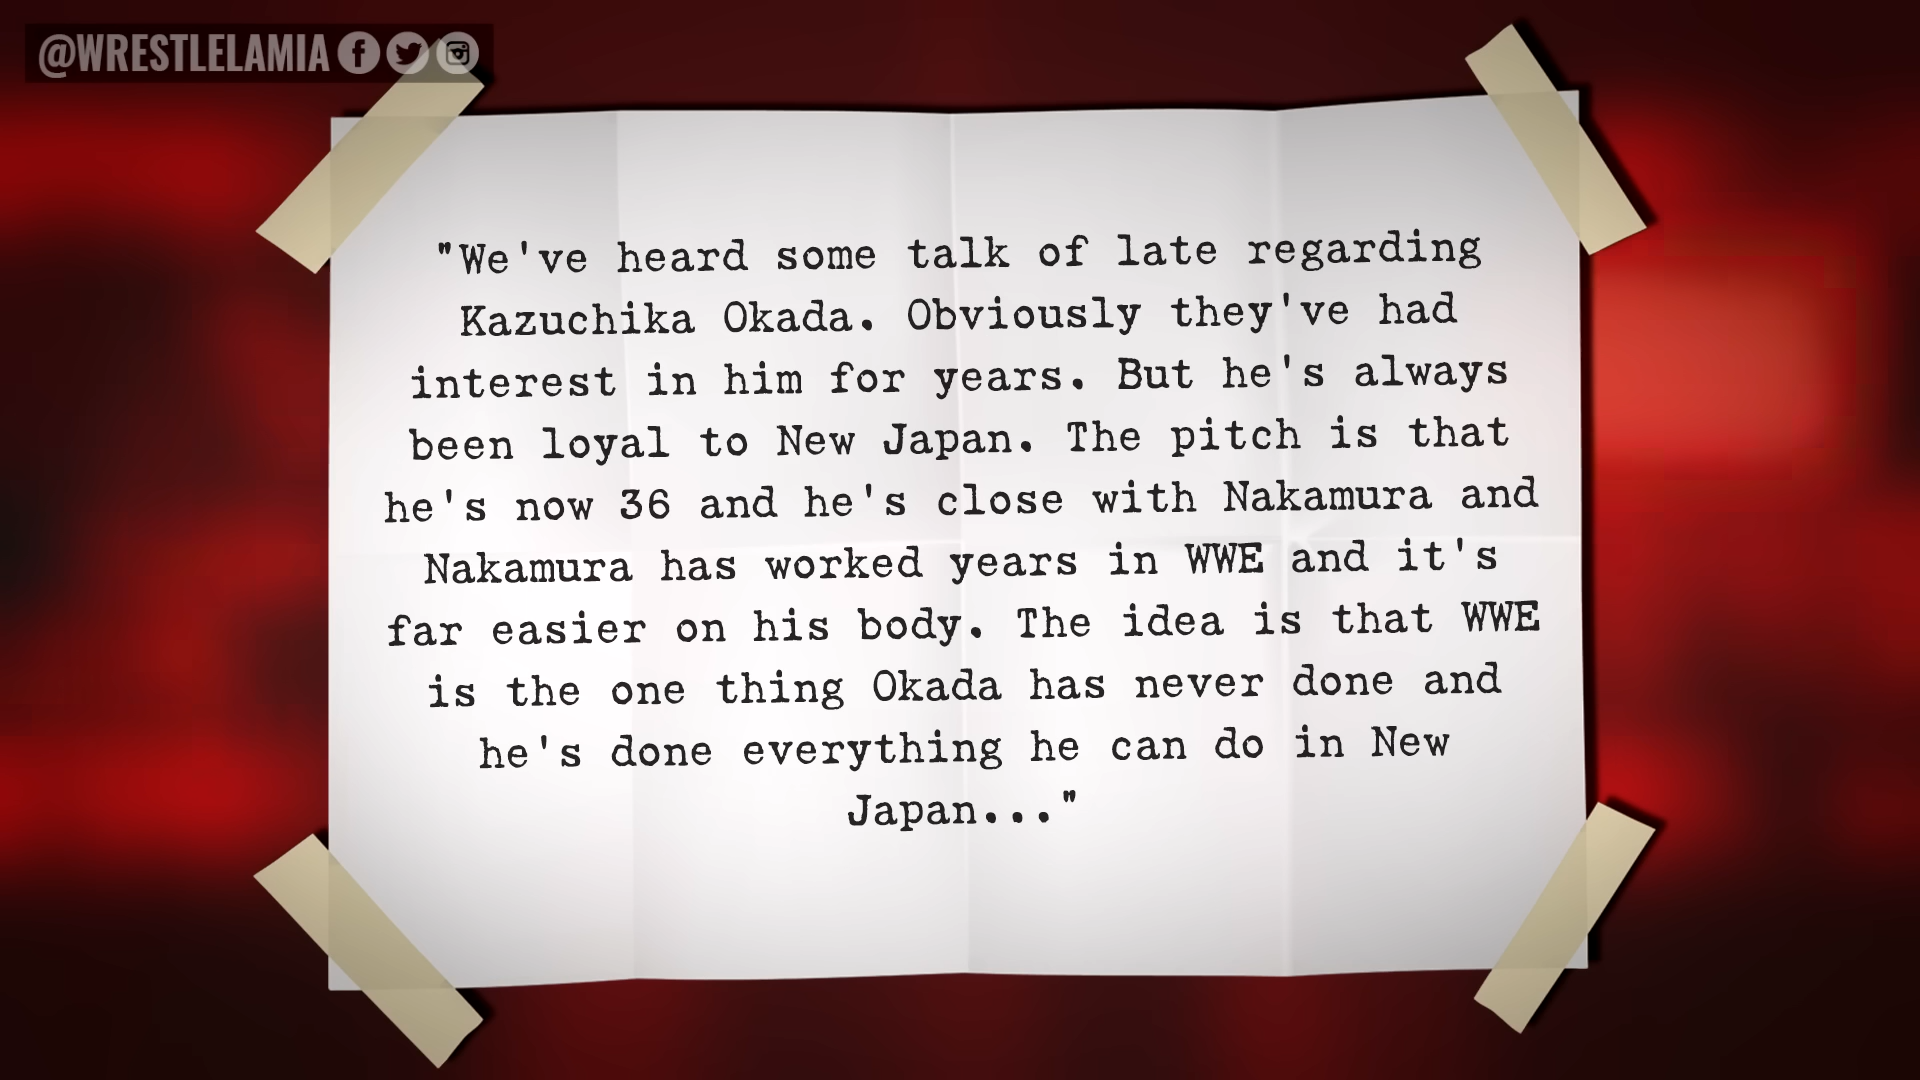 @WRESTLELAMIA
"We've heard some talk of late regarding
Kazuchika Okada. Obviously they've had
interest in him for years. But he's always
been loyal to New Japan. The pitch is that
he's now 36 and he's close with Nakamura and
Nakamura has worked years in WWE and it's
far easier on his body. The idea is that WWE
is the one thing Okada has never done and
he's done everything he can do in New
Japan..."